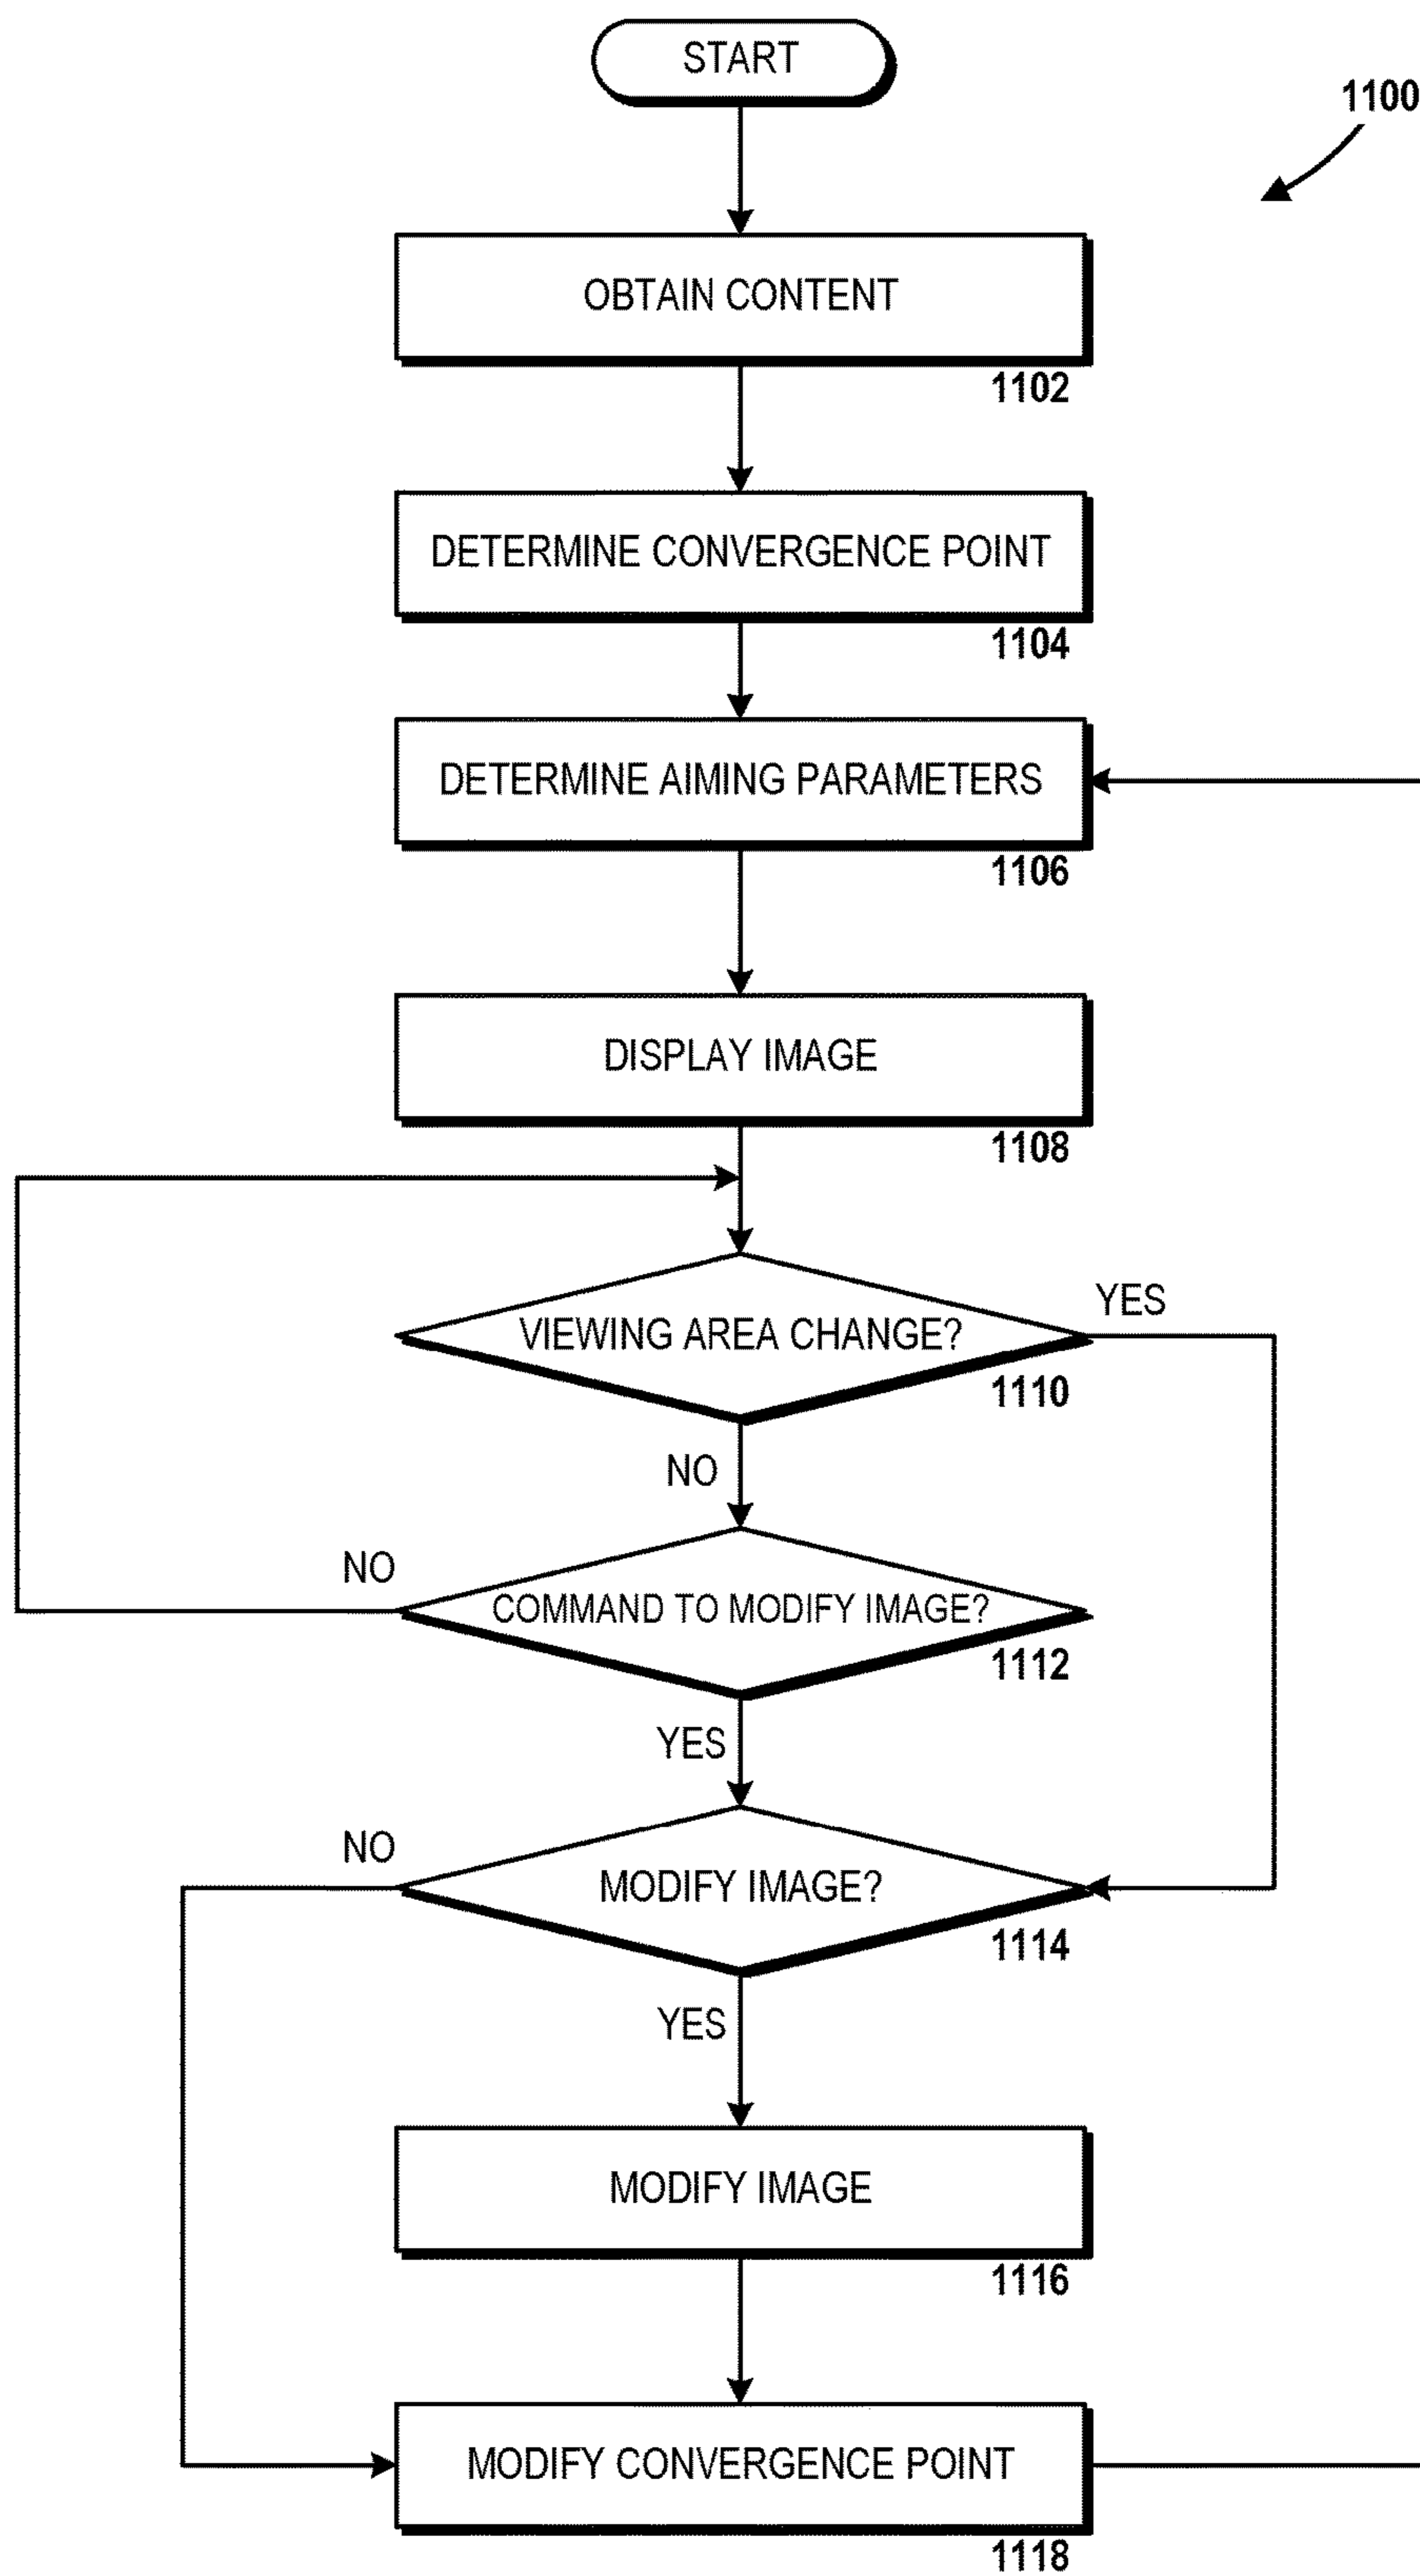 START
1100
OBTAIN CONTENT
1102
DETERMINE CONVERGENCE POINT
1104
DETERMINE AIMING PARAMETERS
1106
DISPLAY IMAGE
1108
VIEWING AREA CHANGE?
YES
1110
NO
COMMAND TO MODIFY IMAGE?
NO
1112
YES
MODIFY IMAGE?
NO
1114
YES
MODIFY IMAGE
1116
MODIFY CONVERGENCE POINT
1118